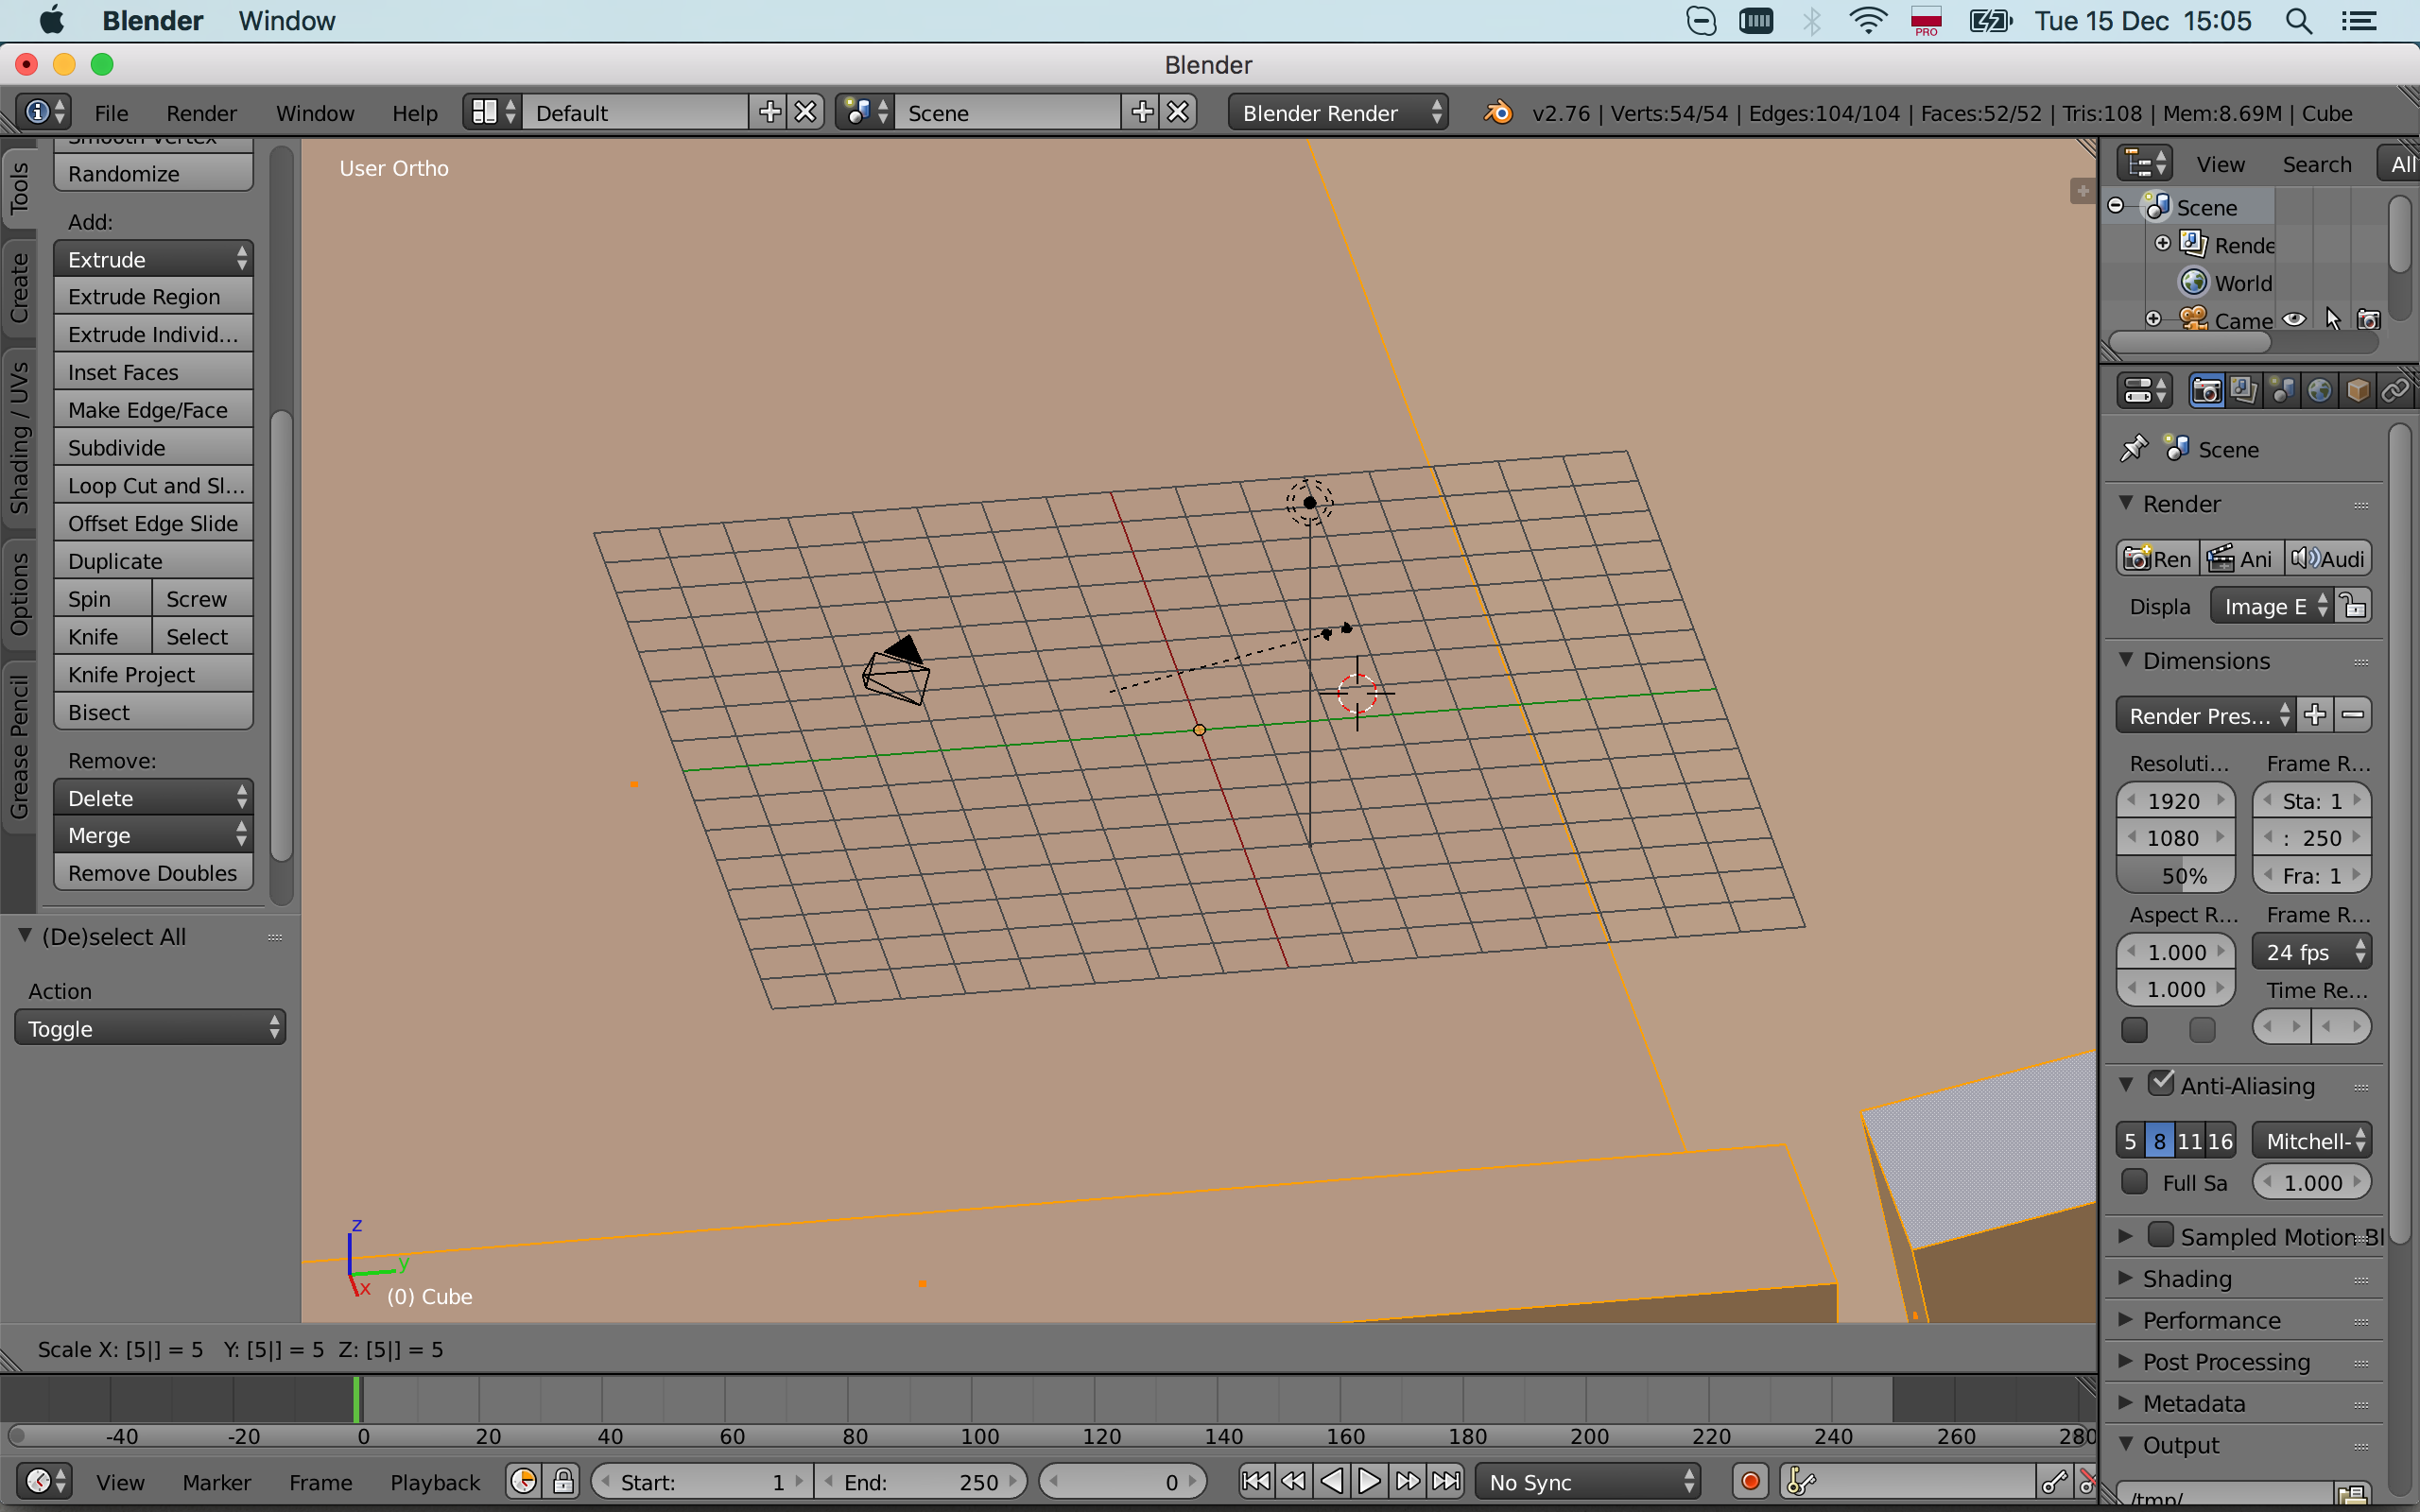 Blender Window PRO Tue 15 Dec 15:05
Blender
File Render Window Help Default Scene Blender Render v2.76 | Verts:54/54 | Edges:104/104 | Faces:52/52 | Tris:108 | Mem:8.69M | Cube
Tools
Create
Shading / UVs
Options
Grease Pencil
Smooth Vertex
Randomize
Add:
Extrude
Extrude Region
Extrude Individ...
Inset Faces
Make Edge/Face
Subdivide
Loop Cut and Sl...
Offset Edge Slide
Duplicate
Spin Screw
Knife Select
Knife Project
Bisect
Remove:
Delete
Merge
Remove Doubles
(De)select All
Action
Toggle
User Ortho
z
y
x
(0) Cube
Scale X: [5|] = 5 Y: [5|] = 5 Z: [5|] = 5
View Search All
Scene
Rende
World
Came
Scene
Render
Ren Ani Audi
Displa Image E
Dimensions
Render Pres...
Resoluti... Frame R...
1920 Sta: 1
1080 : 250
50% Fra: 1
Aspect R... Frame R...
1.000 24 fps
1.000 Time Re...
Anti-Aliasing
5 8 11 16 Mitchell-
Full Sa 1.000
Sampled Motion Bl
Shading
Performance
Post Processing
Metadata
Output
/tmp/
-40 -20 0 20 40 60 80 100 120 140 160 180 200 220 240 260 280
View Marker Frame Playback Start: 1 End: 250 0 No Sync